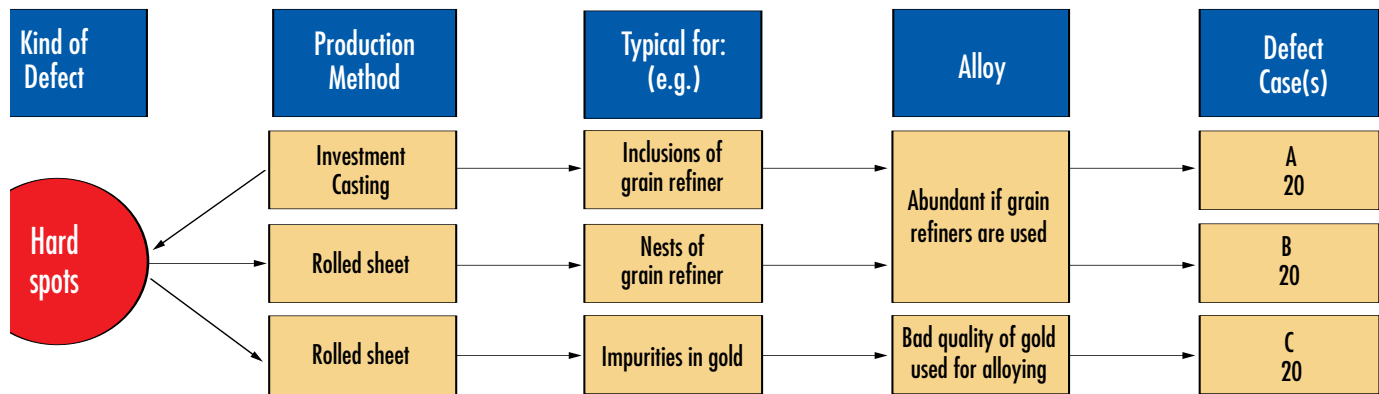 Kind of
Defect
Production
Method
Typical for:
(e.g.)
Alloy
Defect
Case(s)
Hard
spots
Investment
Casting
Inclusions of
grain refiner
Abundant if grain
refiners are used
A
20
Rolled sheet
Nests of
grain refiner
B
20
Rolled sheet
Impurities in gold
Bad quality of gold
used for alloying
C
20